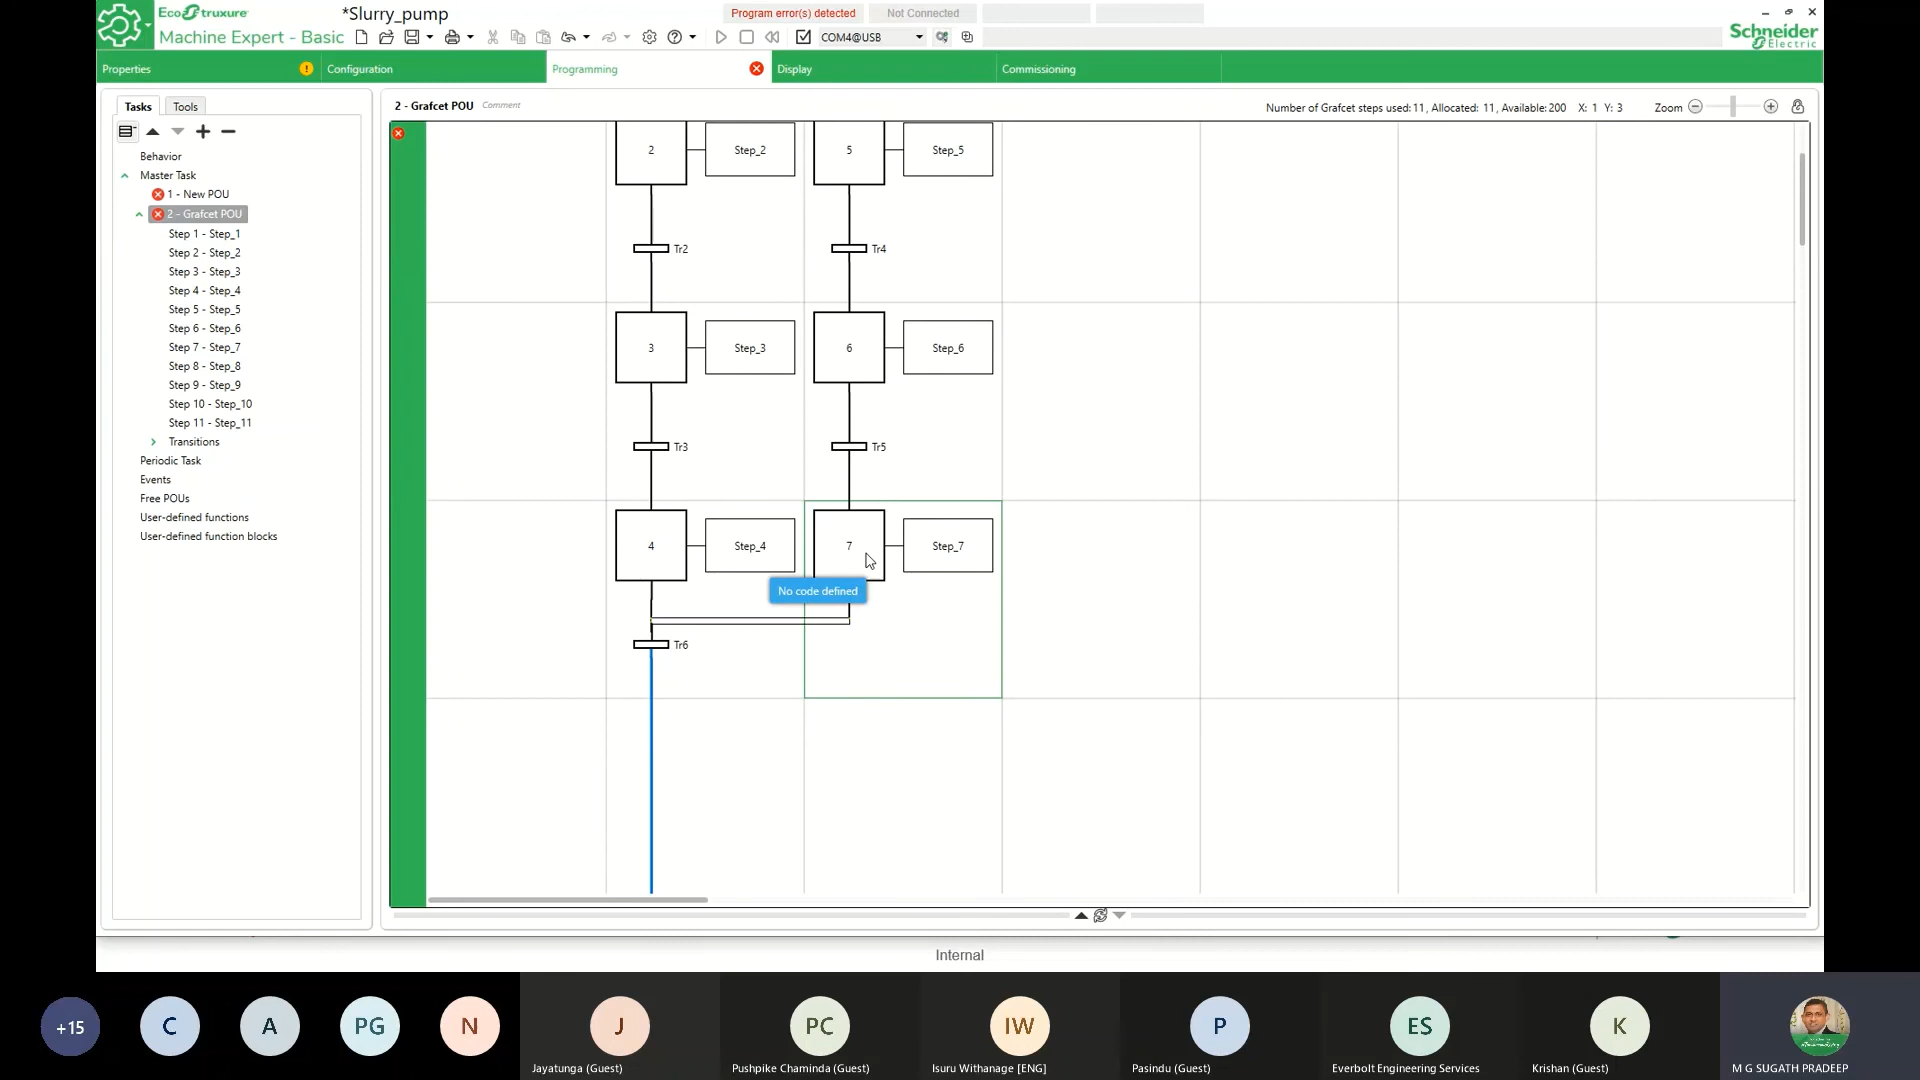 EcoStruxure
Machine Expert - Basic
*Slurry_pump
Program error(s) detected
Not Connected
COM4@USB
Schneider
Electric
Properties
Configuration
Programming
Display
Commissioning
Tasks
Tools
Behavior
Master Task
1 - New POU
2 - Grafcet POU
Step 1 - Step_1
Step 2 - Step_2
Step 3 - Step_3
Step 4 - Step_4
Step 5 - Step_5
Step 6 - Step_6
Step 7 - Step_7
Step 8 - Step_8
Step 9 - Step_9
Step 10 - Step_10
Step 11 - Step_11
Transitions
Periodic Task
Events
Free POUs
User-defined functions
User-defined function blocks
2 - Grafcet POU Comment
Number of Grafcet steps used: 11, Allocated: 11, Available: 200 X: 1 Y: 3 Zoom
2 Step_2 5 Step_5
Tr2 Tr4
3 Step_3 6 Step_6
Tr3 Tr5
4 Step_4 7 Step_7
No code defined
Tr6
Internal
+15
C
A
PG
N
J
Jayatunga (Guest)
PC
Pushpike Chaminda (Guest)
IW
Isuru Withanage [ENG]
P
Pasindu (Guest)
ES
Everbolt Engineering Services
K
Krishan (Guest)
M G SUGATH PRADEEP